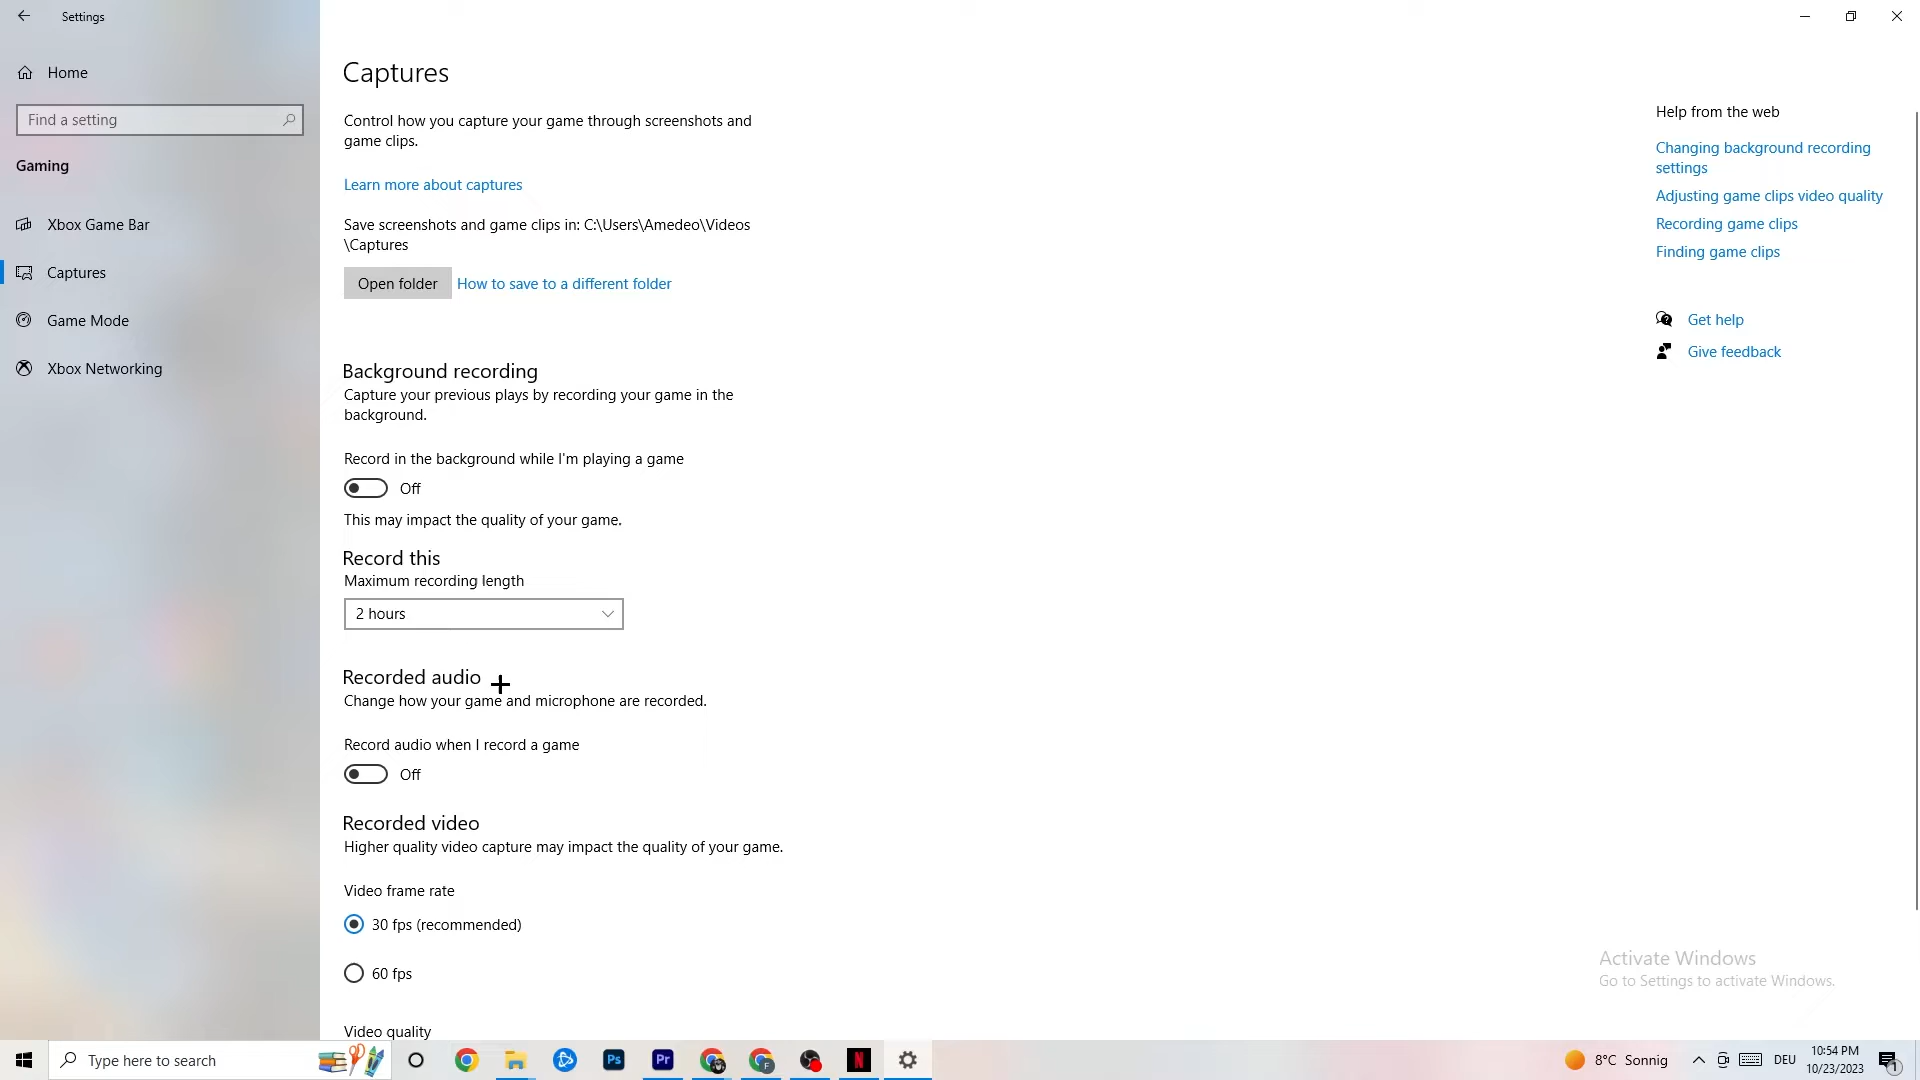 Settings
Home
Find a setting
Gaming
Xbox Game Bar
Captures
Game Mode
Xbox Networking
Captures
Control how you capture your game through screenshots and
game clips.
Learn more about captures
Save screenshots and game clips in: C:\Users\Amedeo\Videos
\Captures
Open folder
How to save to a different folder
Background recording
Capture your previous plays by recording your game in the
background.
Record in the background while I'm playing a game
Off
This may impact the quality of your game.
Record this
Maximum recording length
2 hours
Recorded audio
Change how your game and microphone are recorded.
Record audio when I record a game
Off
Recorded video
Higher quality video capture may impact the quality of your game.
Video frame rate
30 fps (recommended)
60 fps
Video quality
Help from the web
Changing background recording
settings
Adjusting game clips video quality
Recording game clips
Finding game clips
Get help
Give feedback
Activate Windows
Go to Settings to activate Windows.
Type here to search
Ps
Pr
F
N
8°C Sonnig
DEU
10:54 PM
10/23/2023
1